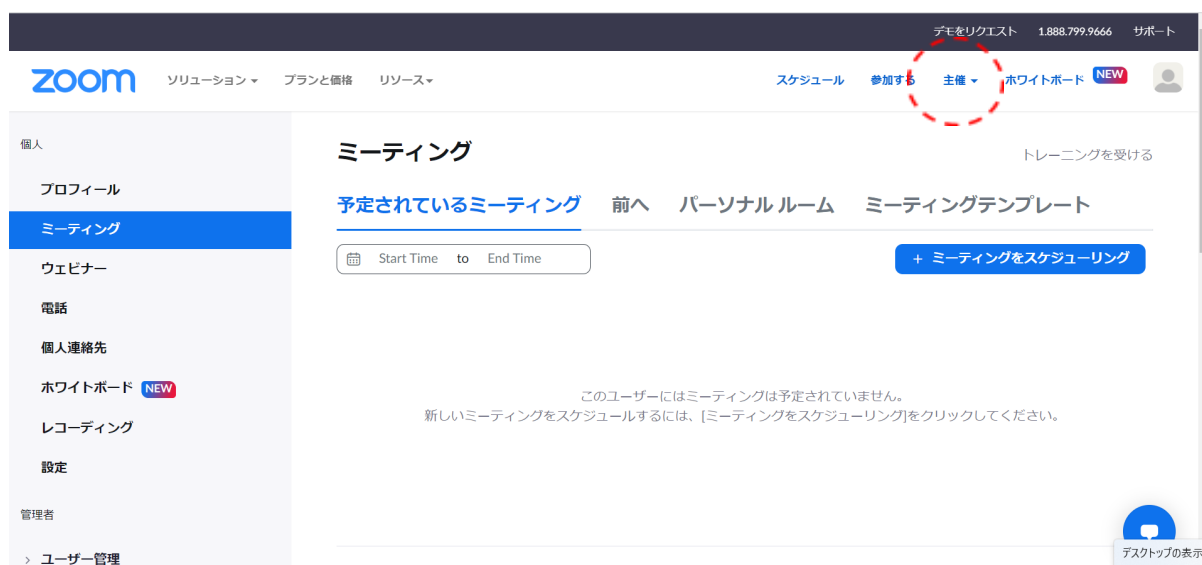 デモをリクエスト 1.888.799.9666 サポート
zoom ソリューション プランと価格 リソース スケジュール 参加する 主催 ホワイトボード NEW
個人
プロフィール
ミーティング
ウェビナー
電話
個人連絡先
ホワイトボード NEW
レコーディング
設定
管理者
ユーザー管理
ミーティング
トレーニングを受ける
予定されているミーティング 前へ パーソナル ルーム ミーティングテンプレート
Start Time to End Time
+ ミーティングをスケジューリング
このユーザーにはミーティングは予定されていません。
新しいミーティングをスケジュールするには、[ミーティングをスケジューリング]をクリックしてください。
デスクトップの表示